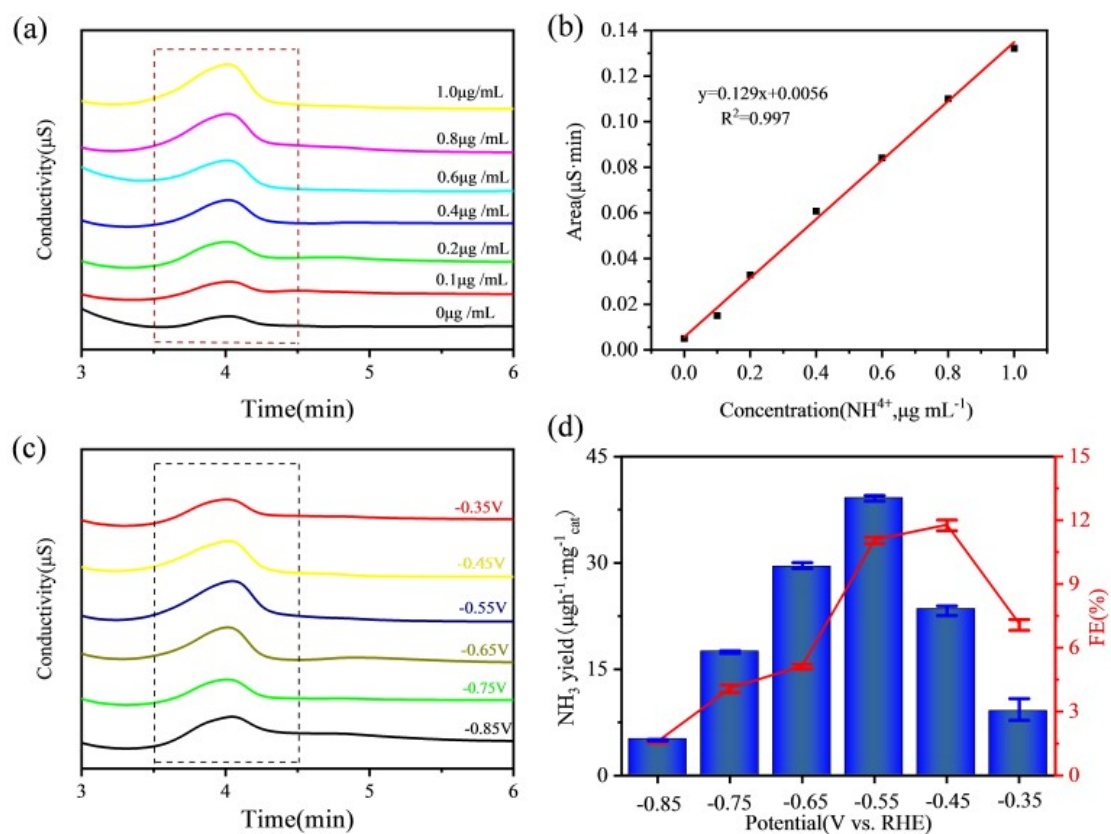 (a)
Conductivity(μS)
1.0μg/mL
0.8μg /mL
0.6μg /mL
0.4μg /mL
0.2μg /mL
0.1μg /mL
0μg /mL
3 4 5 6
Time(min)
(b)
Area(μS·min)
0.14
0.12
0.10
0.08
0.06
0.04
0.02
0.00
y=0.129x+0.0056
R²=0.997
0.0 0.2 0.4 0.6 0.8 1.0
Concentration(NH⁴⁺,μg mL⁻¹)
(c)
Conductivity(μS)
-0.35V
-0.45V
-0.55V
-0.65V
-0.75V
-0.85V
3 4 5 6
Time(min)
(d)
NH₃ yield (μgh⁻¹·mg⁻¹cat)
45
30
15
0
15
12
9
6
3
0
FE(%)
-0.85 -0.75 -0.65 -0.55 -0.45 -0.35
Potential(V vs. RHE)